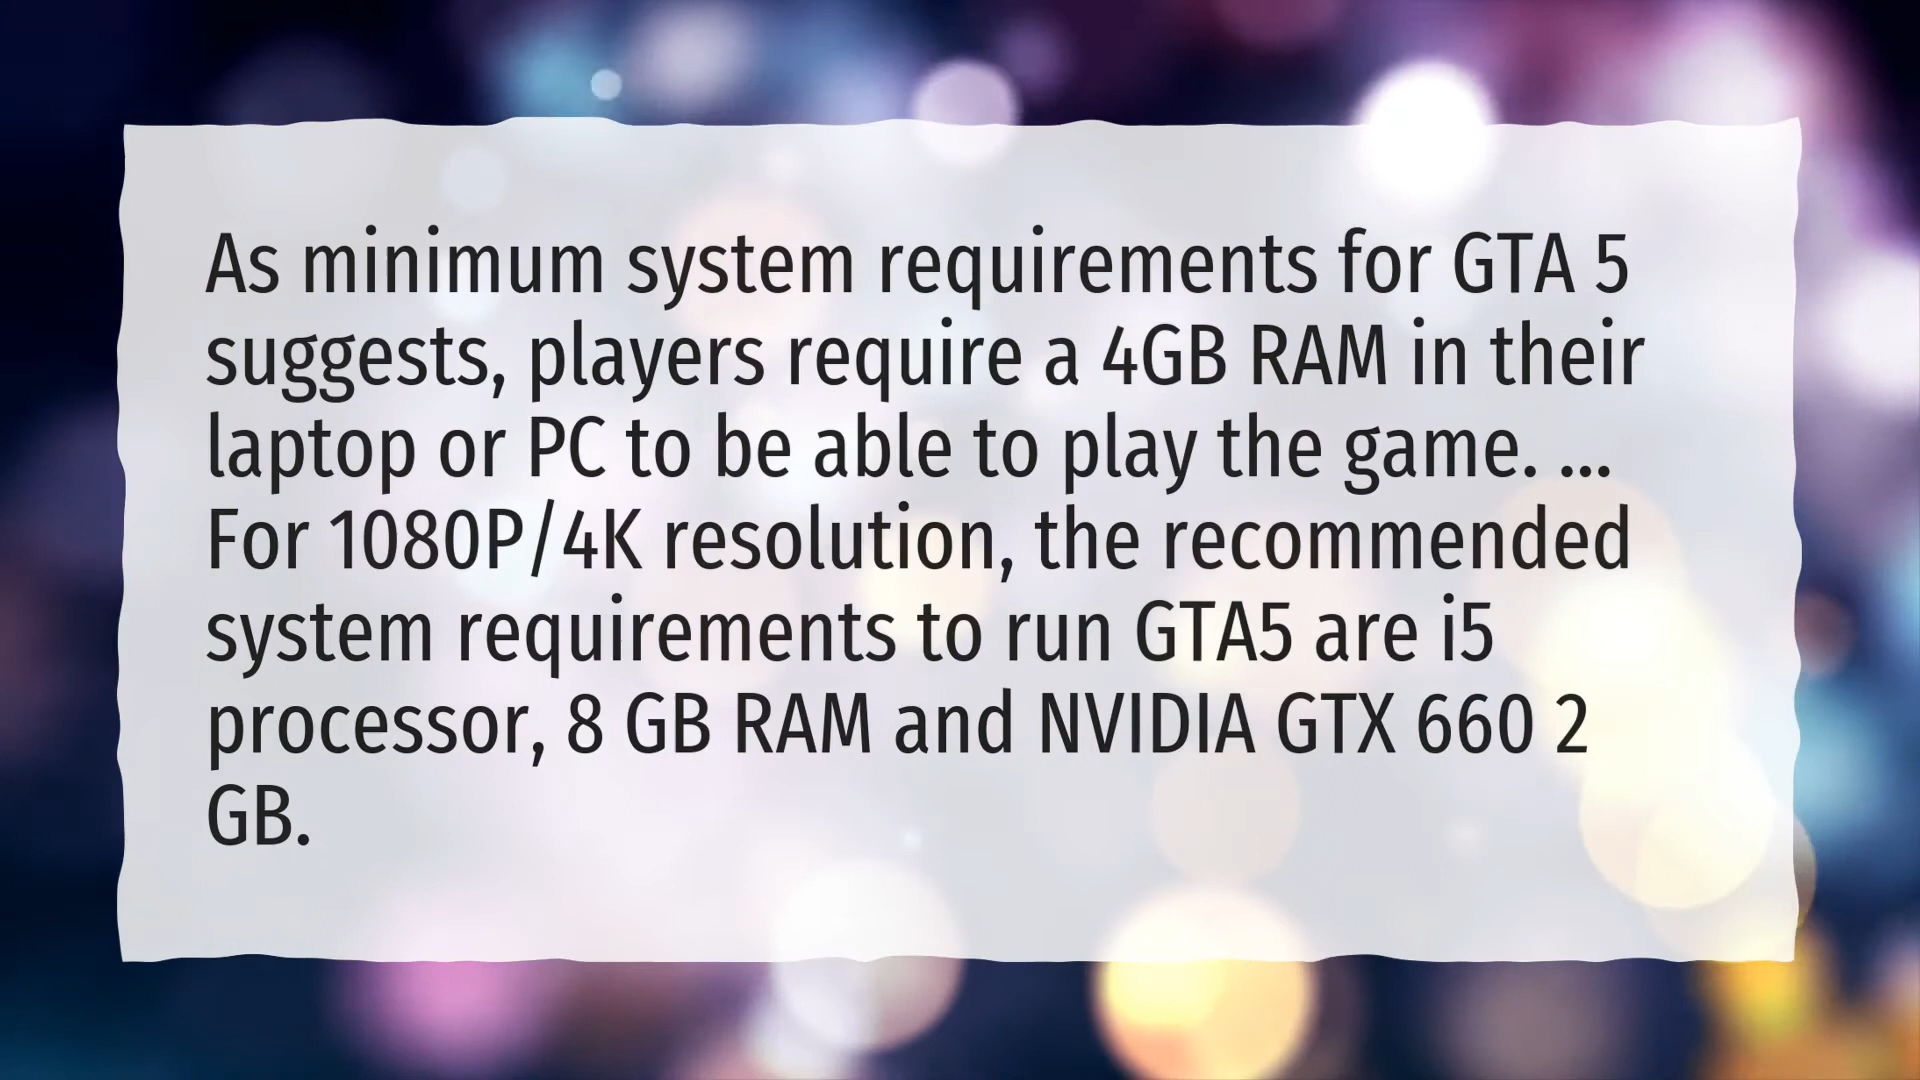 As minimum system requirements for GTA 5
suggests, players require a 4GB RAM in their
laptop or PC to be able to play the game. ...
For 1080P/4K resolution, the recommended
system requirements to run GTA5 are i5
processor, 8 GB RAM and NVIDIA GTX 660 2
GB.